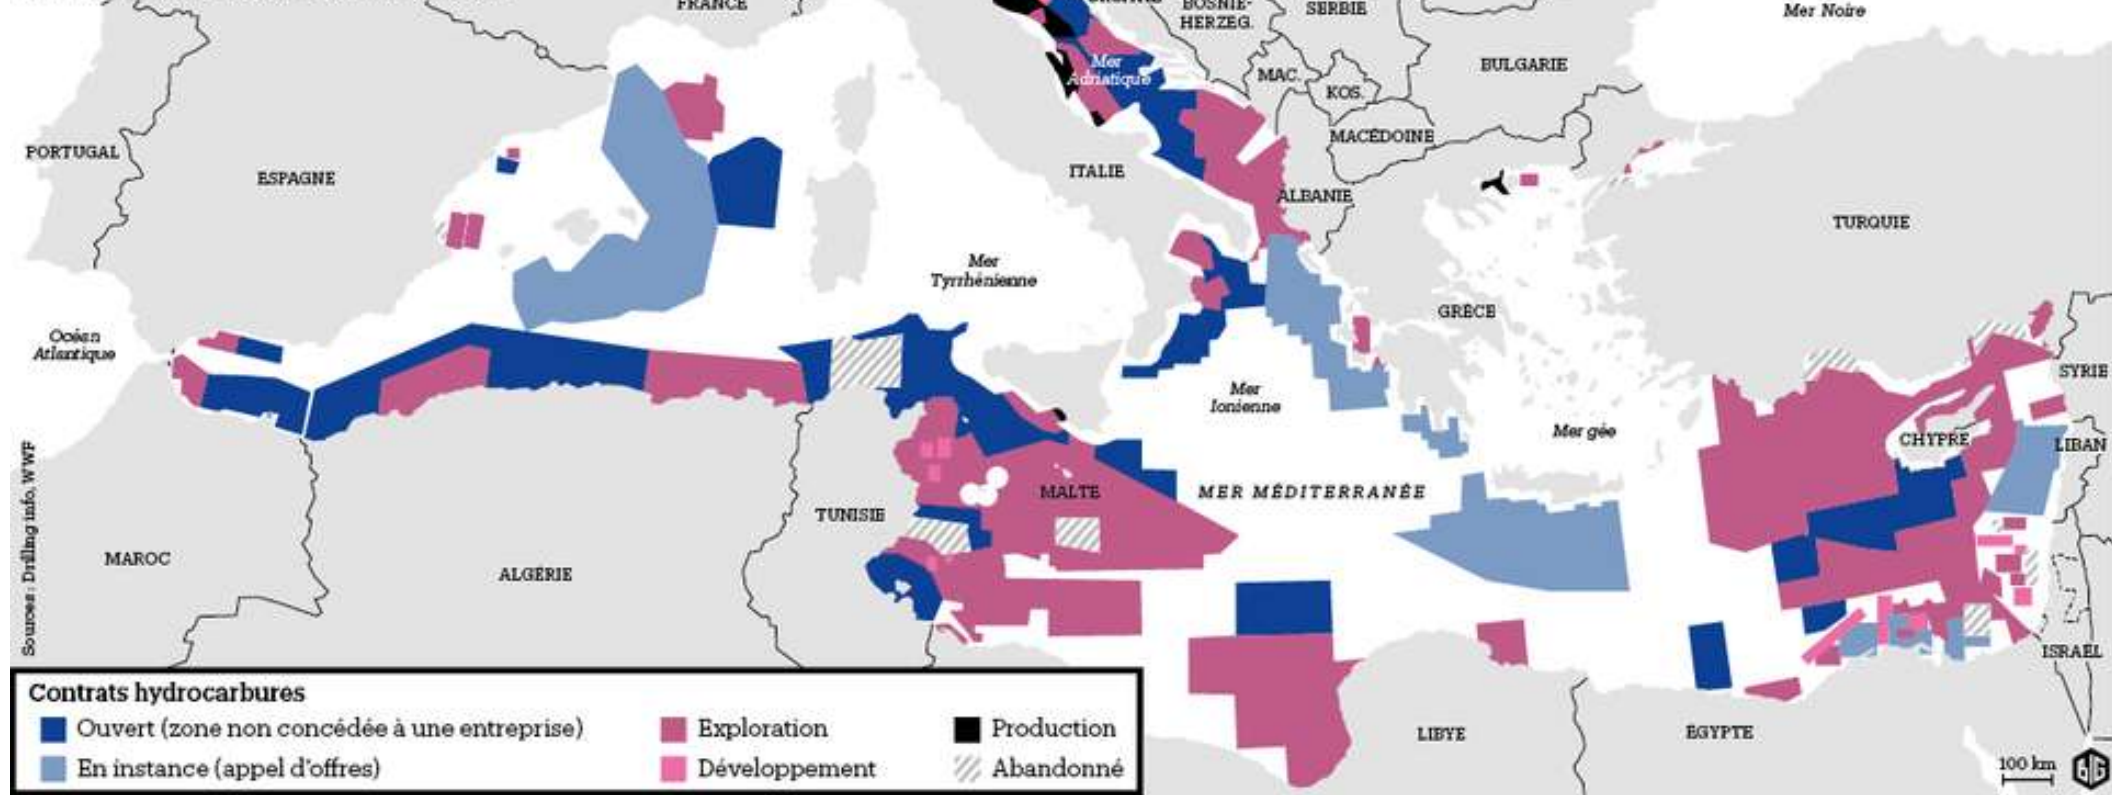 FRANCE
BOSNIE-
HERZEG.
SERBIE
Mer Noire
BULGARIE
Mer
Adriatique
MAC.
KOS.
MACÉDOINE
PORTUGAL
ESPAGNE
ITALIE
ALBANIE
TURQUIE
Mer
Tyrrhénienne
GRÈCE
Océan
Atlantique
SYRIE
Mer
Ionienne
Mer gée
CHYPRE
LIBAN
MALTE
MER MÉDITERRANÉE
TUNISIE
MAROC
ALGÉRIE
ISRAËL
LIBYE
ÉGYPTE
Sources: Drilling info, WWF
Contrats hydrocarbures
Ouvert (zone non concédée à une entreprise)
En instance (appel d'offres)
Exploration
Développement
Production
Abandonné
100 km